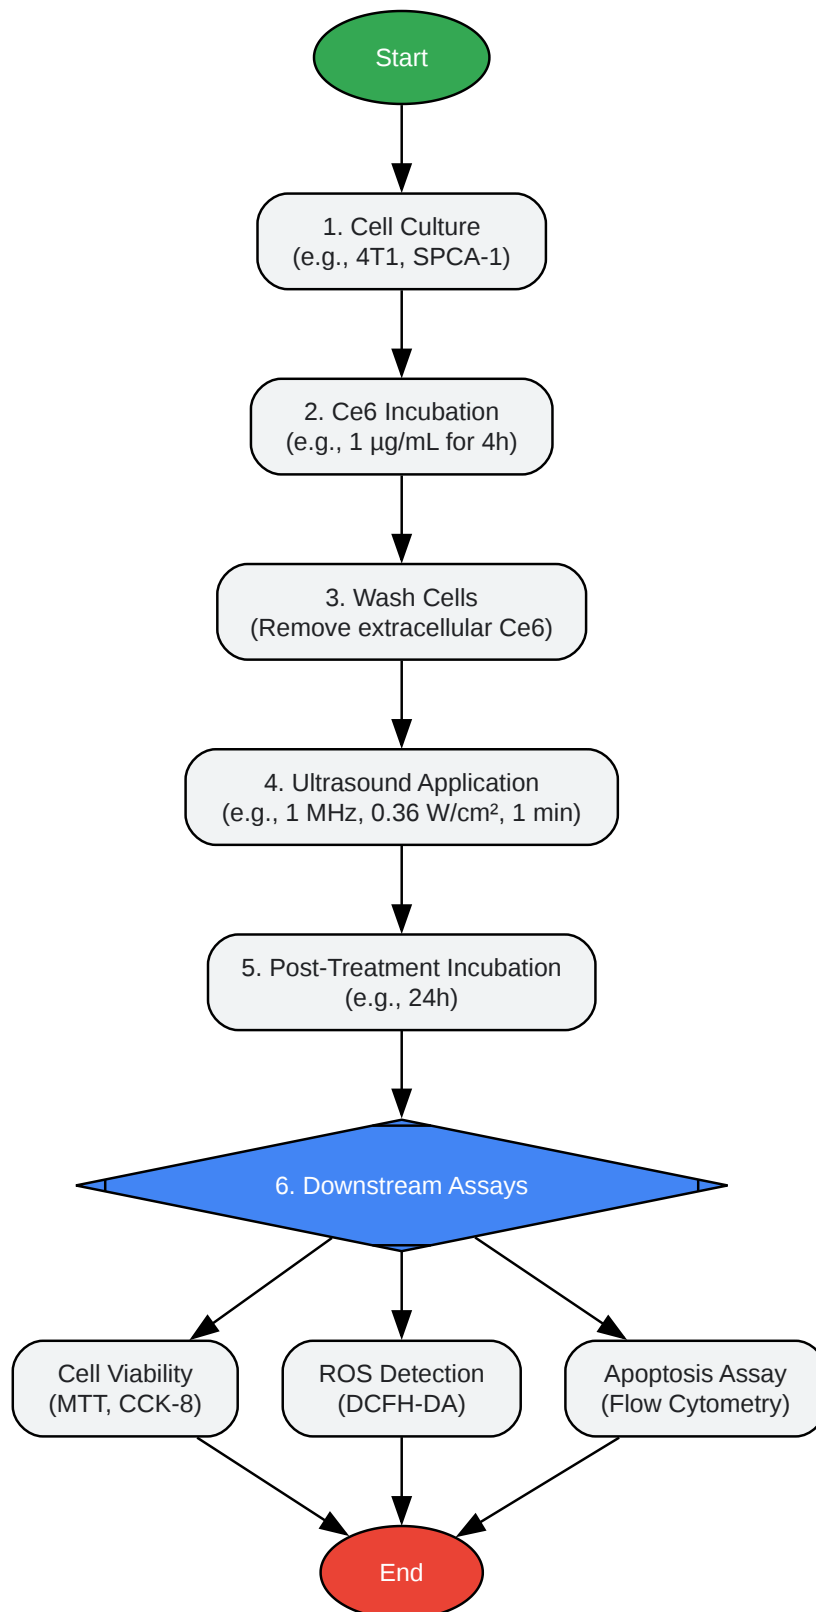 Start
1. Cell Culture
(e.g., 4T1, SPCA-1)
2. Ce6 Incubation
(e.g., 1 µg/mL for 4h)
3. Wash Cells
(Remove extracellular Ce6)
4. Ultrasound Application
(e.g., 1 MHz, 0.36 W/cm², 1 min)
5. Post-Treatment Incubation
(e.g., 24h)
6. Downstream Assays
Cell Viability
(MTT, CCK-8)
ROS Detection
(DCFH-DA)
Apoptosis Assay
(Flow Cytometry)
End